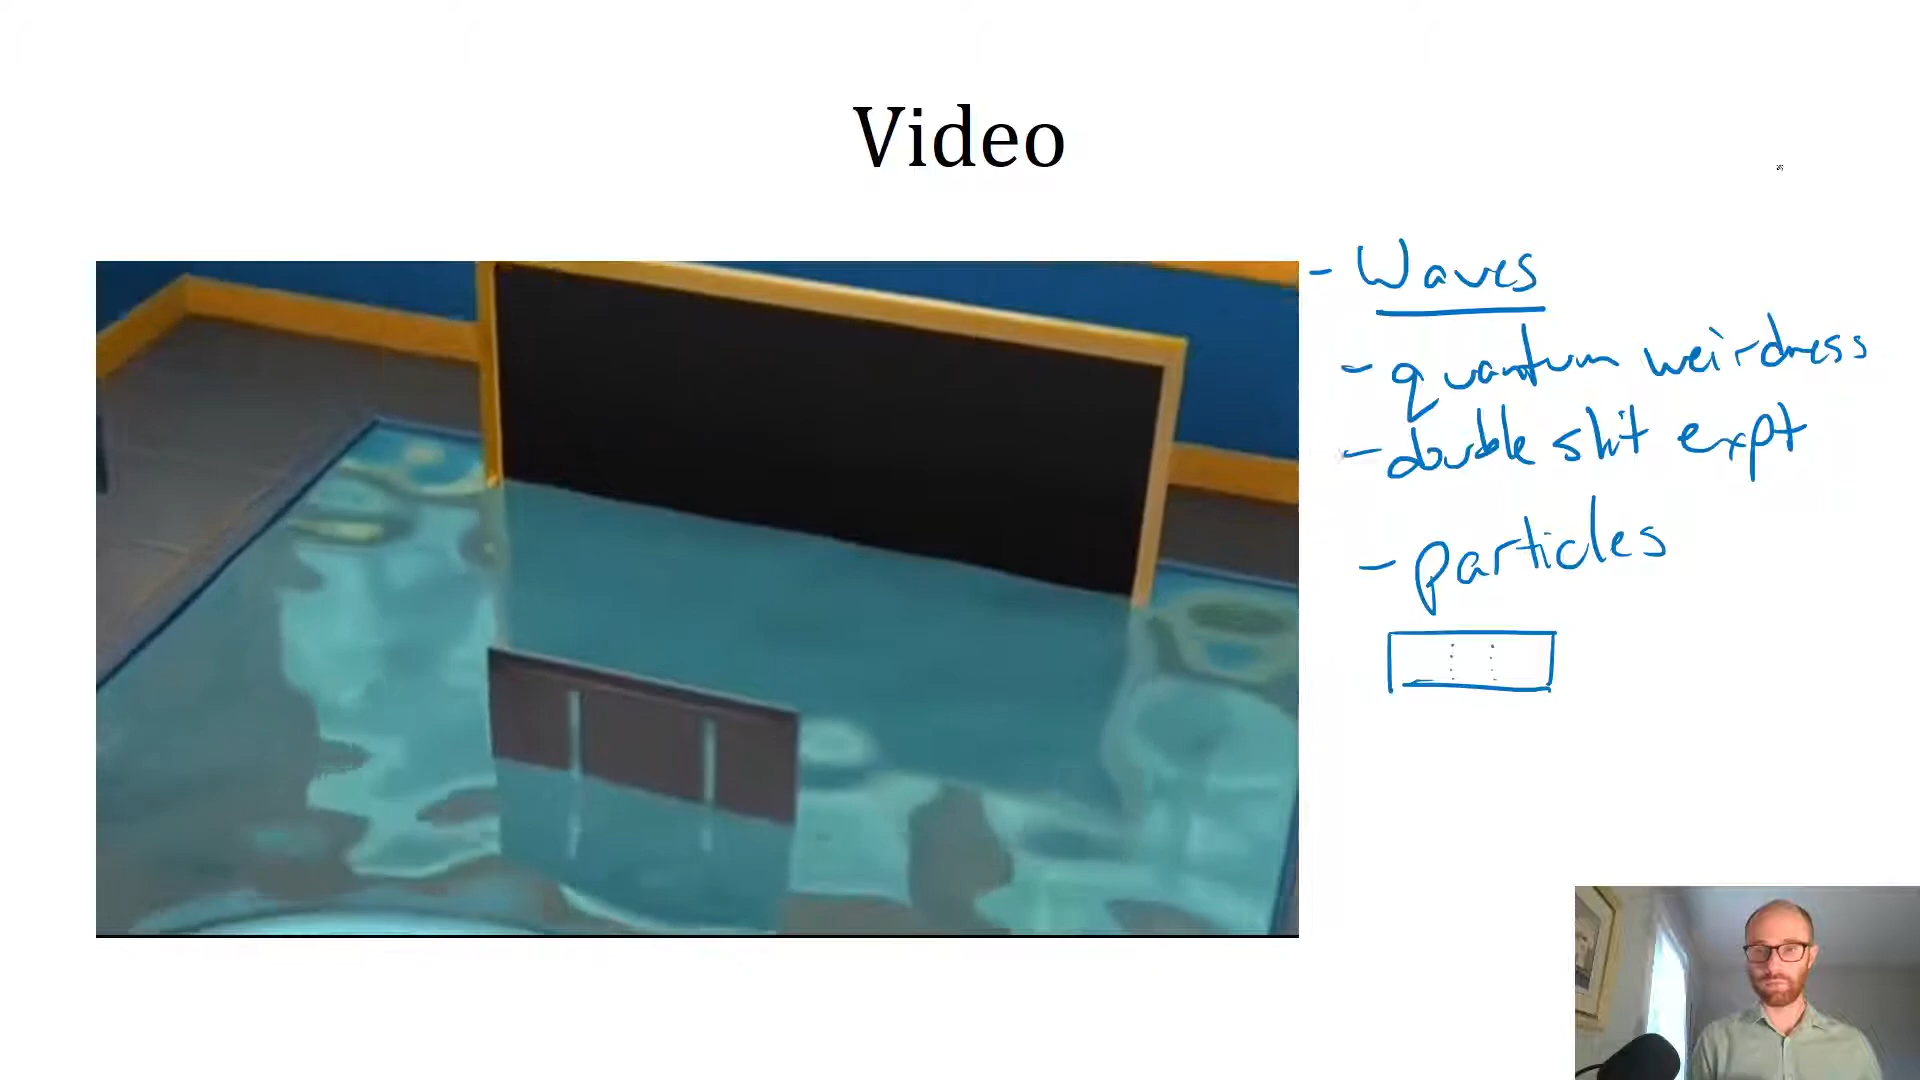 Video
- Waves
- quantum weirdness
- double slit expt
- particles